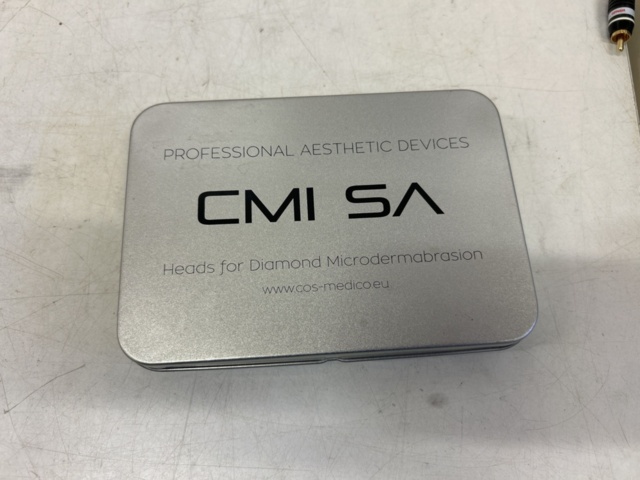 PROFESSIONAL AESTHETIC DEVICES
CMI SA
Heads for Diamond Microdermabrasion
www.cos-medico.eu